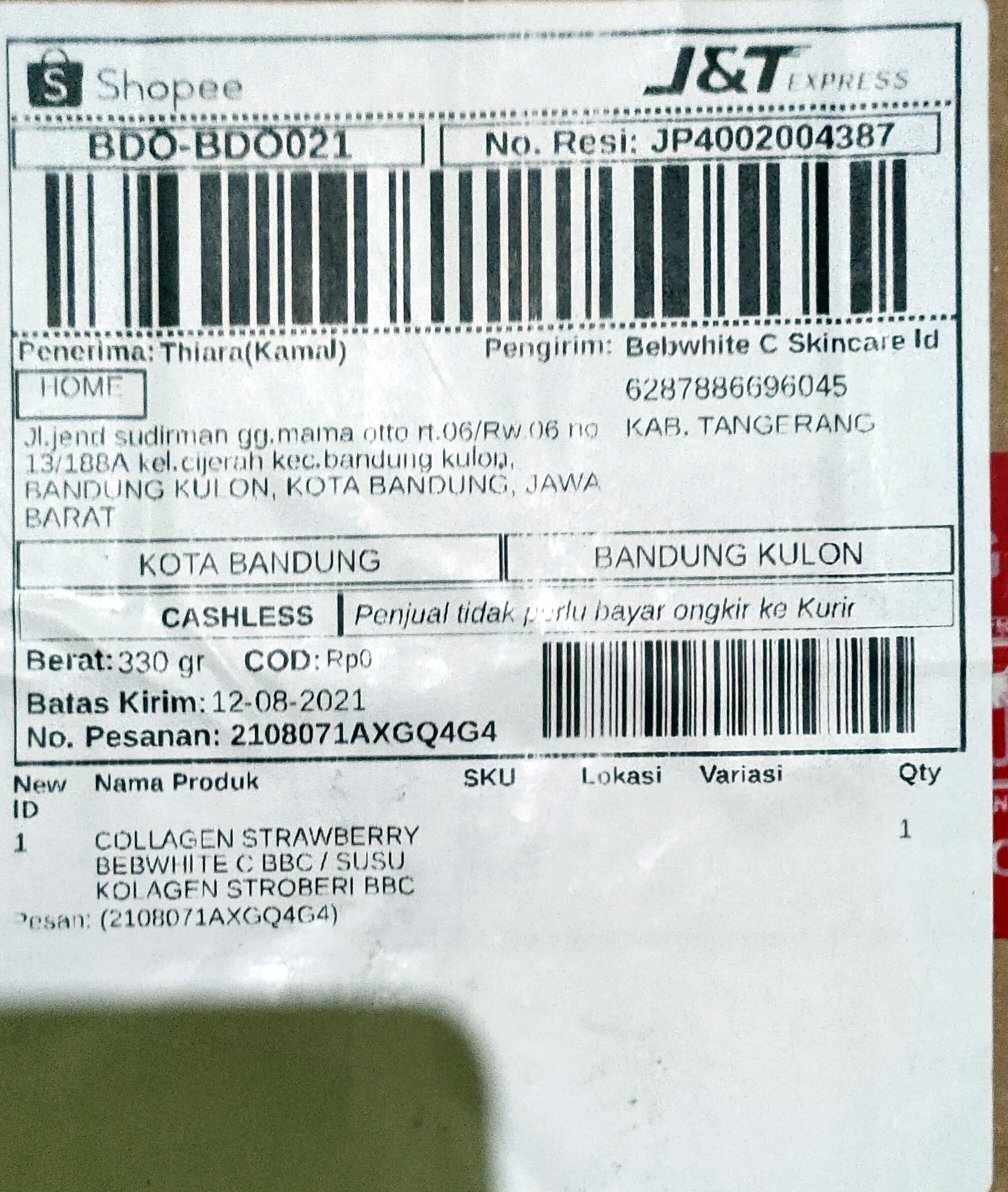 Shopee
J&T EXPRESS
BDO-BDO021
No. Resi: JP4002004387
Penerima: Thiara(Kamal)
HOME
Jl.jend sudirman gg.mama otto rt.06/Rw.06 no
13/188A kel.cijerah kec.bandung kulon,
BANDUNG KULON, KOTA BANDUNG, JAWA
BARAT
Pengirim: Bebwhite C Skincare Id
6287886696045
KAB. TANGERANG
KOTA BANDUNG
BANDUNG KULON
CASHLESS
Penjual tidak perlu bayar ongkir ke Kurir
Berat: 330 gr COD: Rp0
Batas Kirim: 12-08-2021
No. Pesanan: 2108071AXGQ4G4
New Nama Produk SKU Lokasi Variasi Qty
ID
1 COLLAGEN STRAWBERRY 1
BEBWHITE C BBC / SUSU
KOLAGEN STROBERI BBC
Pesan: (2108071AXGQ4G4)